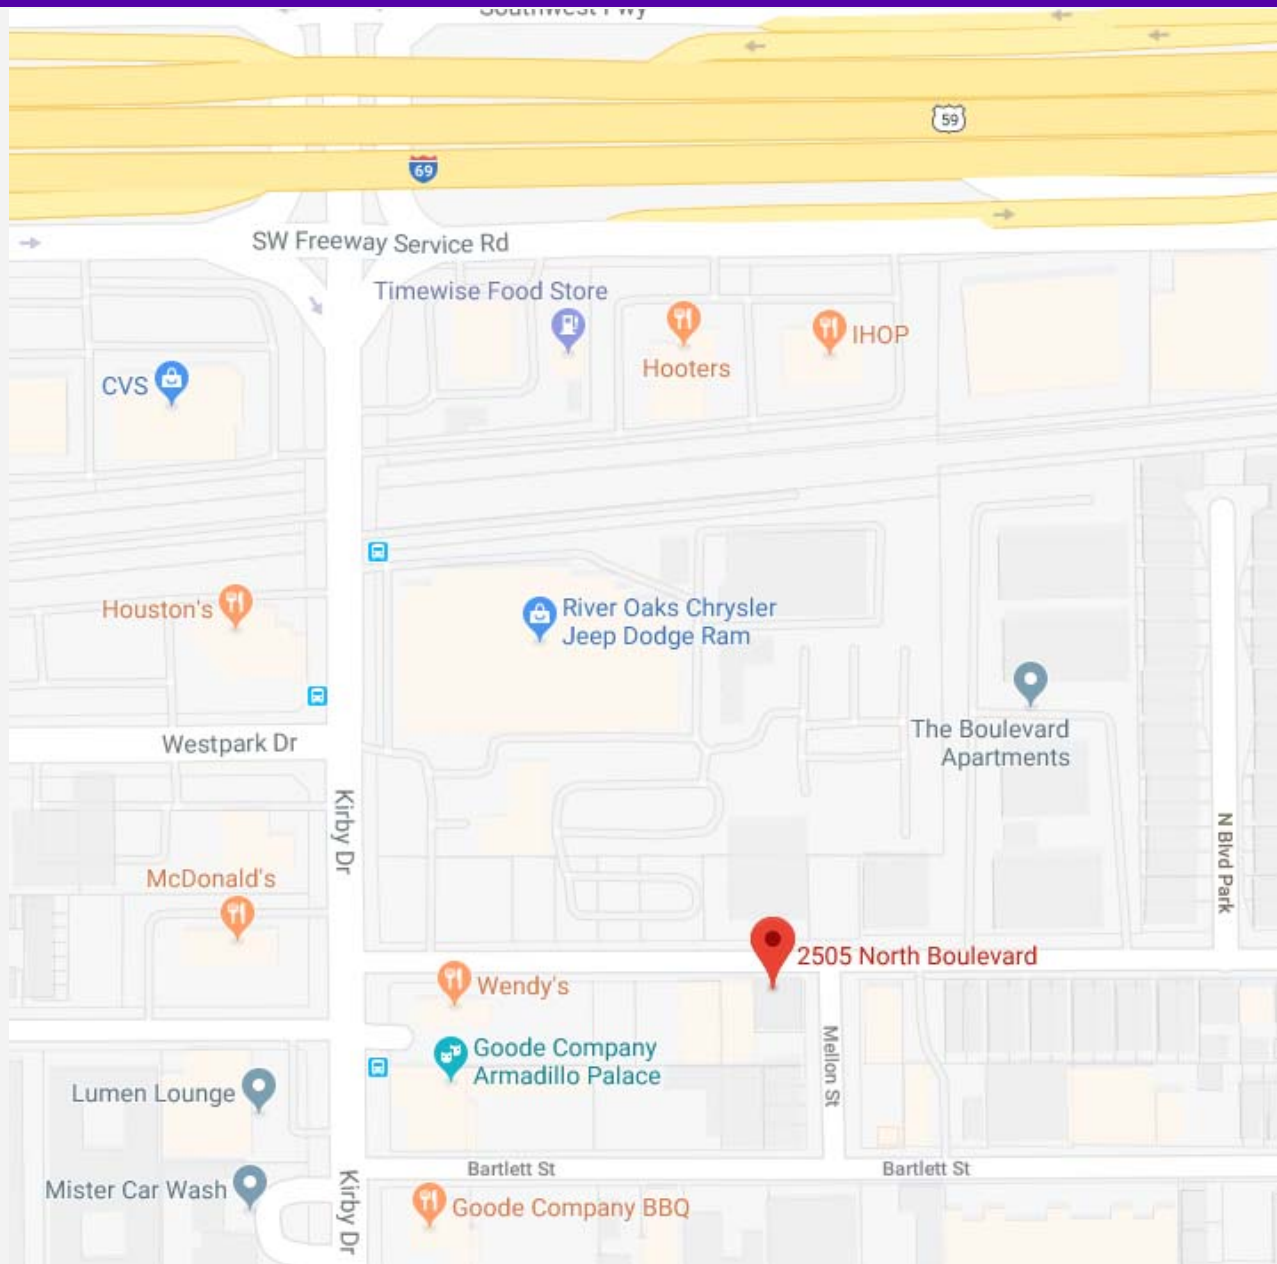 Southwest Fwy
59
69
SW Freeway Service Rd
Timewise Food Store
IHOP
Hooters
CVS
River Oaks Chrysler
Jeep Dodge Ram
Houston's
The Boulevard
Apartments
Westpark Dr
Kirby Dr
N Blvd Park
McDonald's
2505 North Boulevard
Wendy's
Goode Company
Armadillo Palace
Mellon St
Lumen Lounge
Bartlett St
Bartlett St
Mister Car Wash
Kirby Dr
Goode Company BBQ